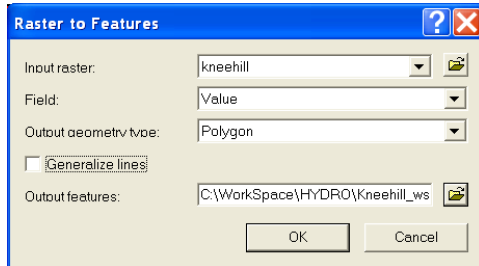 Raster to Features
Input raster: kneehill
Field: Value
Output geometry type: Polygon
Generalize lines
Output features: C:\WorkSpace\HYDRO\Kneehill_ws
OK Cancel